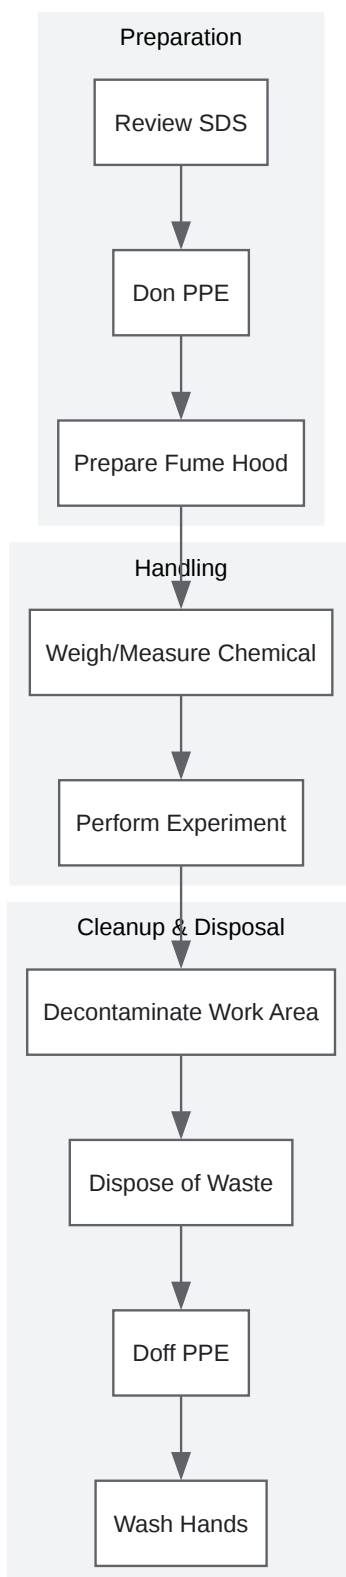 Preparation
Review SDS
Don PPE
Prepare Fume Hood
Handling
Weigh/Measure Chemical
Perform Experiment
Cleanup & Disposal
Decontaminate Work Area
Dispose of Waste
Doff PPE
Wash Hands